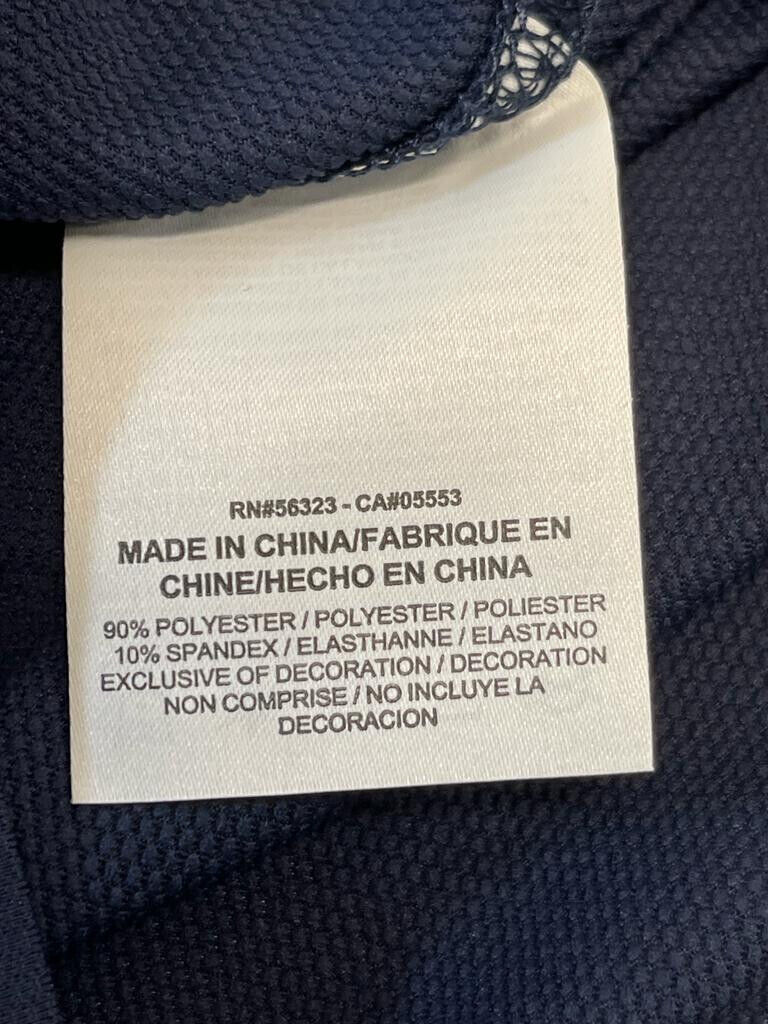 RN#56323 - CA#05553
MADE IN CHINA/FABRIQUE EN
CHINE/HECHO EN CHINA
90% POLYESTER / POLYESTER / POLIESTER
10% SPANDEX / ELASTHANNE / ELASTANO
EXCLUSIVE OF DECORATION / DECORATION
NON COMPRISE / NO INCLUYE LA
DECORACION